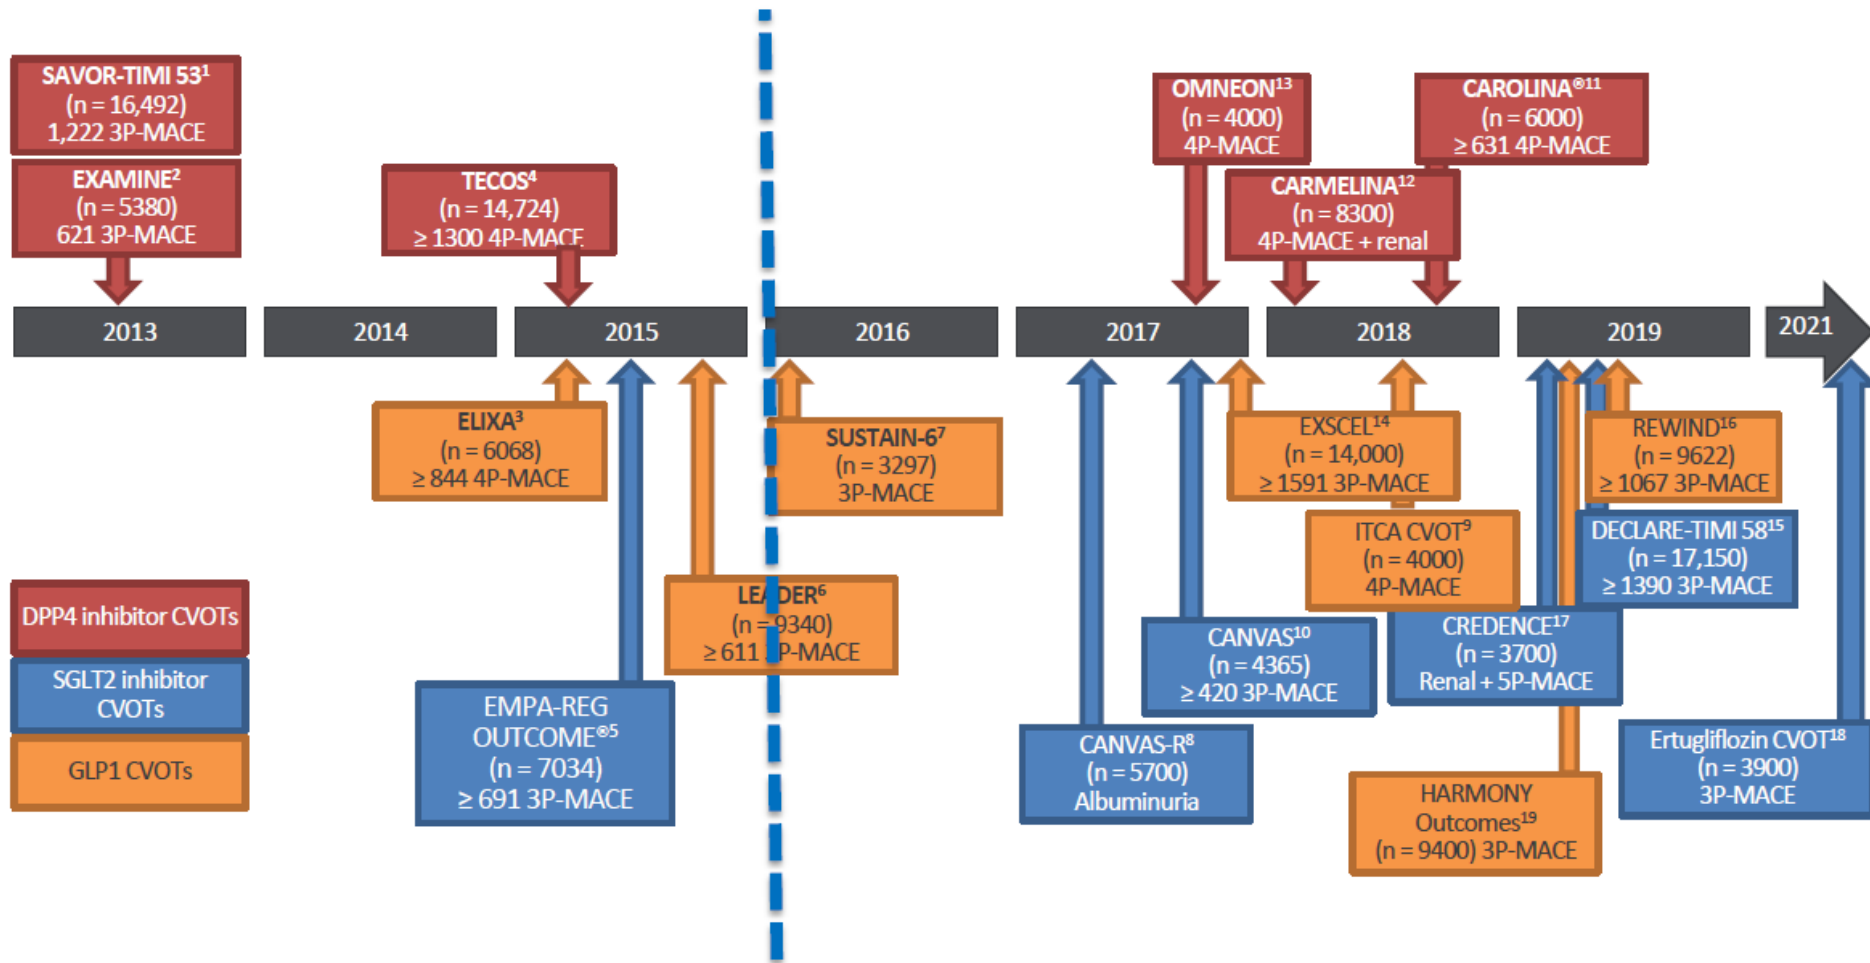 SAVOR-TIMI 53¹
(n = 16,492)
1,222 3P-MACE
EXAMINE²
(n = 5380)
621 3P-MACE
TECOS⁴
(n = 14,724)
≥ 1300 4P-MACE
OMNEON¹³
(n = 4000)
4P-MACE
CARMELINA¹²
(n = 8300)
4P-MACE + renal
CAROLINA®¹¹
(n = 6000)
≥ 631 4P-MACE
2013
2014
2015
2016
2017
2018
2019
2021
ELIXA³
(n = 6068)
≥ 844 4P-MACE
SUSTAIN-6⁷
(n = 3297)
3P-MACE
EXSCEL¹⁴
(n = 14,000)
≥ 1591 3P-MACE
REWIND¹⁶
(n = 9622)
≥ 1067 3P-MACE
ITCA CVOT⁹
(n = 4000)
4P-MACE
DECLARE-TIMI 58¹⁵
(n = 17,150)
≥ 1390 3P-MACE
LEADER⁶
(n = 9340)
≥ 611 3P-MACE
CANVAS¹⁰
(n = 4365)
≥ 420 3P-MACE
CREDENCE¹⁷
(n = 3700)
Renal + 5P-MACE
EMPA-REG
OUTCOME®⁵
(n = 7034)
≥ 691 3P-MACE
CANVAS-R⁸
(n = 5700)
Albuminuria
HARMONY
Outcomes¹⁹
(n = 9400) 3P-MACE
Ertugliflozin CVOT¹⁸
(n = 3900)
3P-MACE
DPP4 inhibitor CVOTs
SGLT2 inhibitor
CVOTs
GLP1 CVOTs